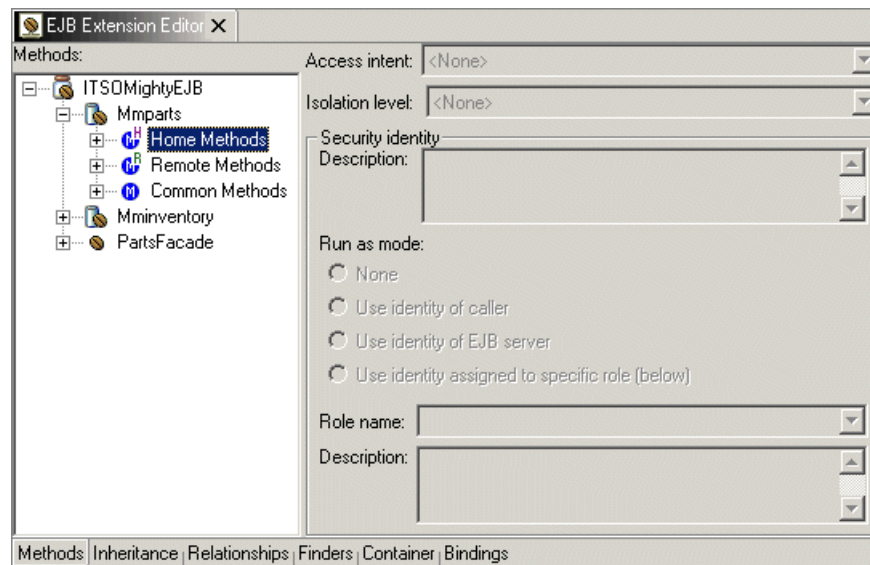 EJB Extension Editor
Methods:
ITSOMightyEJB
Mmparts
Home Methods
Remote Methods
Common Methods
Mminventory
PartsFacade
Access intent: <None>
Isolation level: <None>
Security identity
Description:
Run as mode:
None
Use identity of caller
Use identity of EJB server
Use identity assigned to specific role (below)
Role name:
Description:
Methods Inheritance Relationships Finders Container Bindings